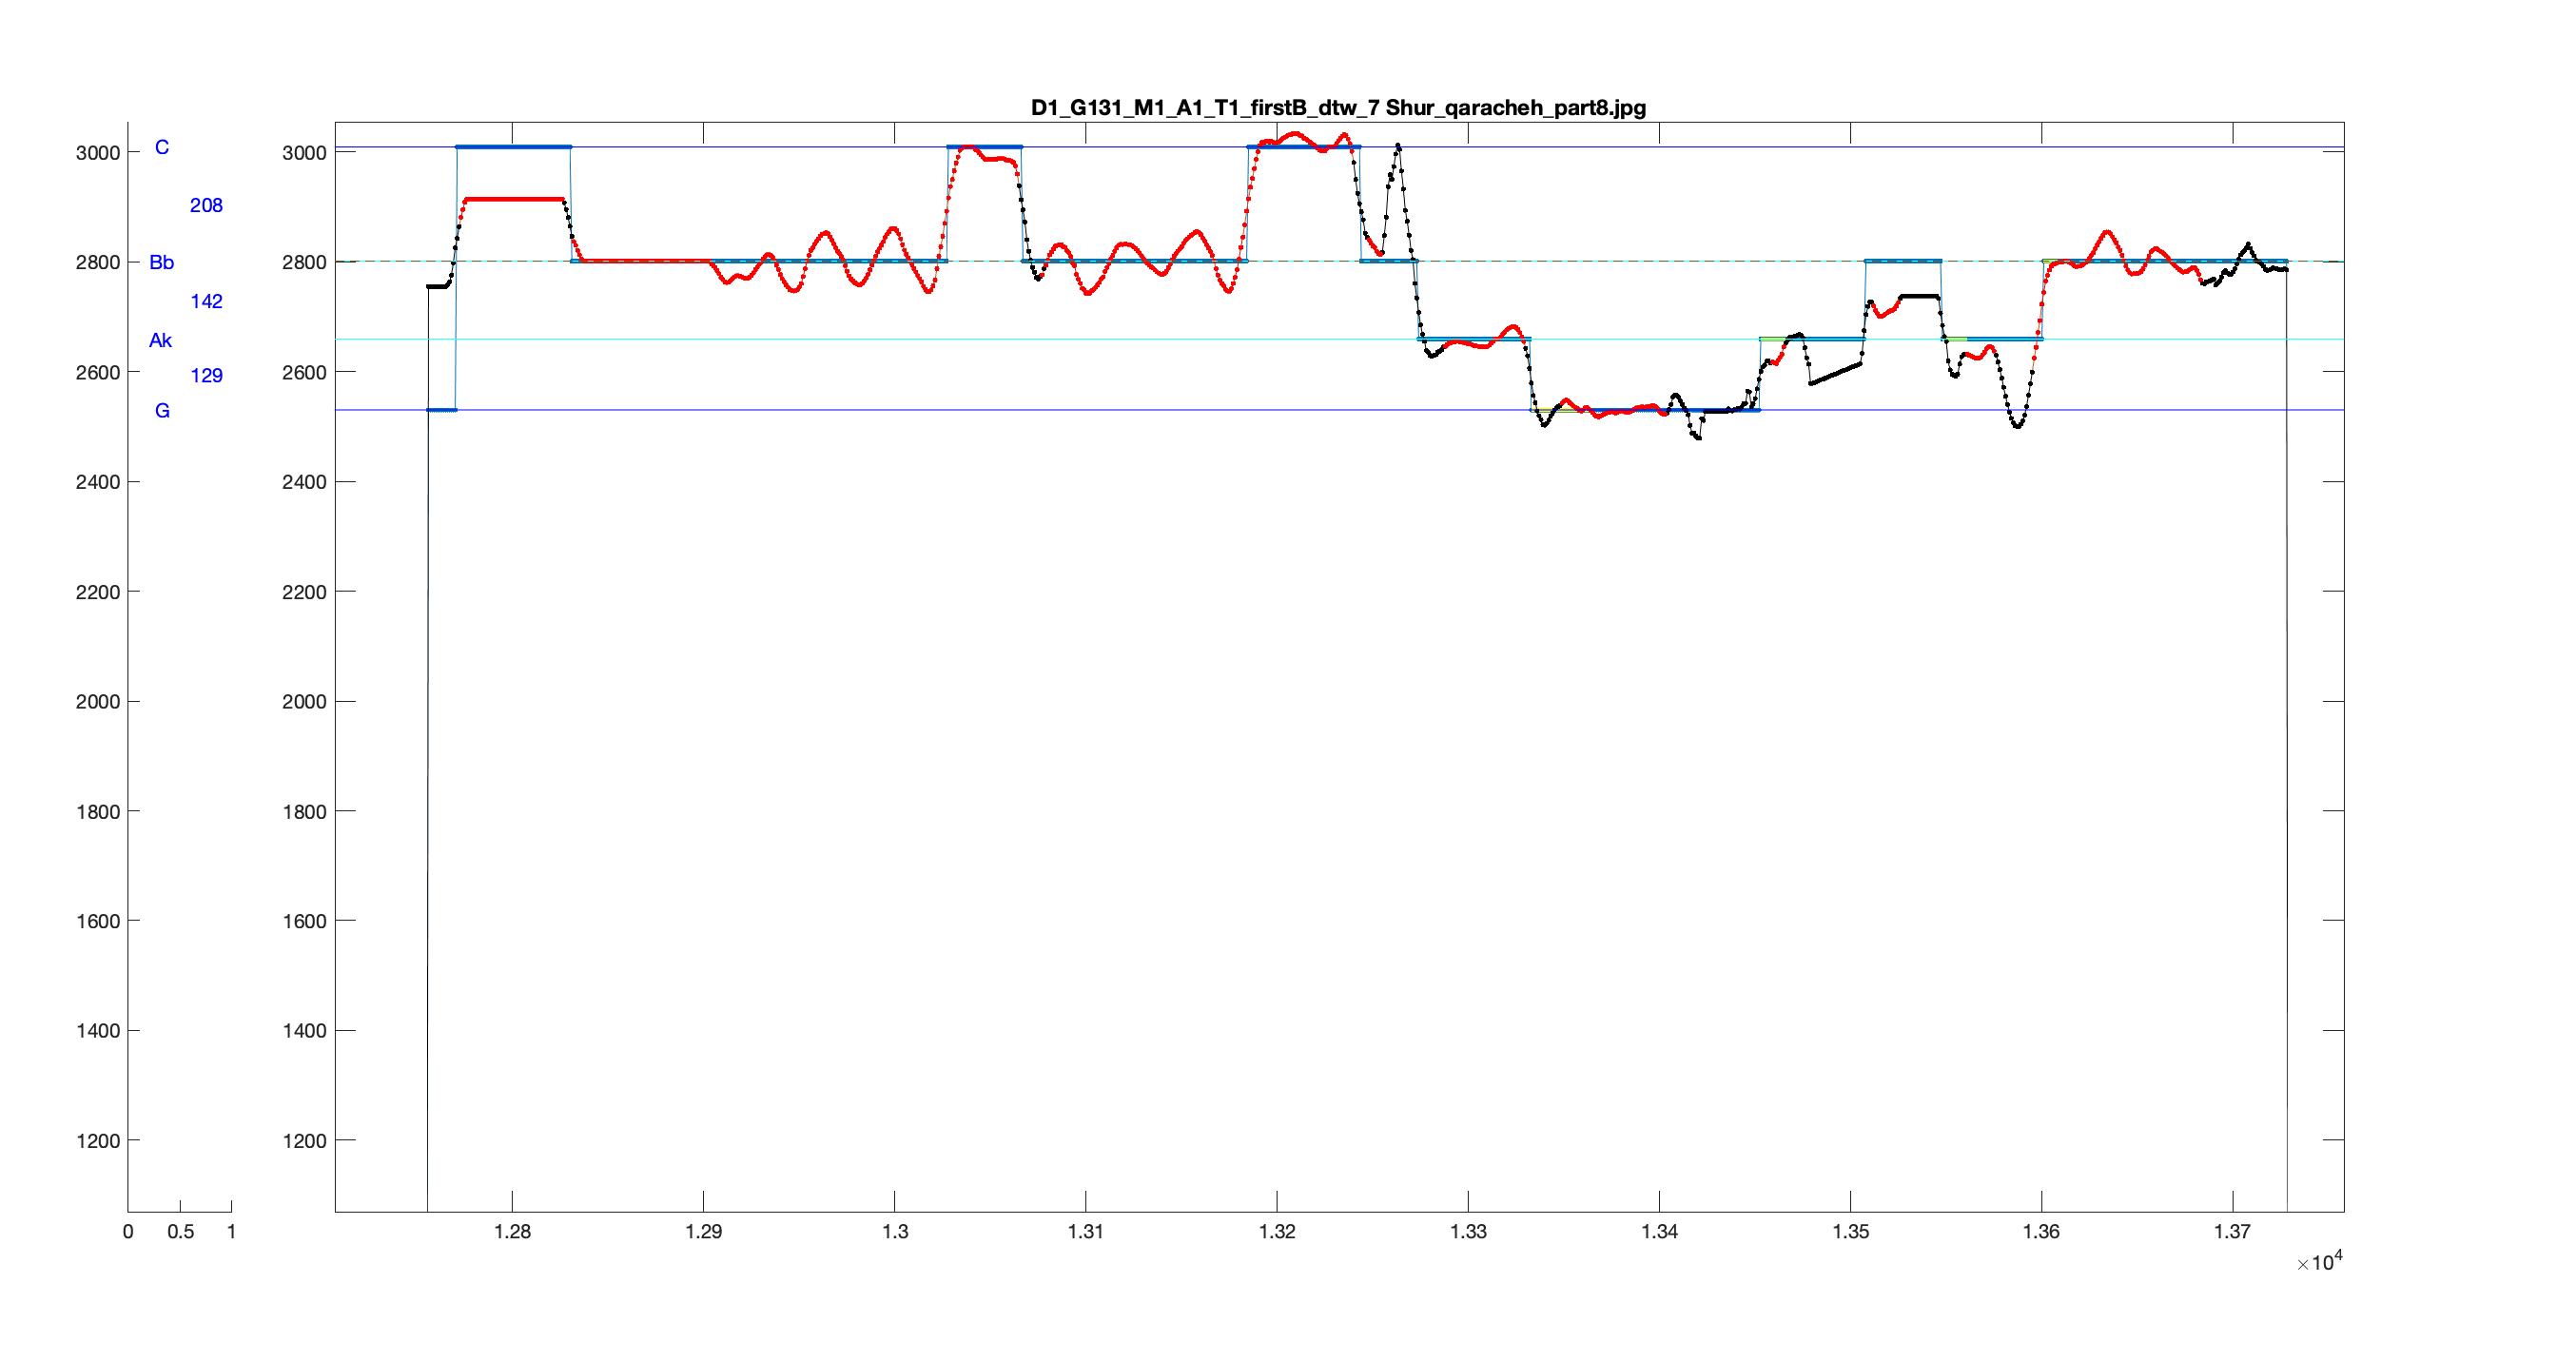 D1_G131_M1_A1_T1_firstB_dtw_7 Shur_qaracheh_part8.jpg
3000 C 3000
208
2800 Bb 2800
142
Ak
2600 129 2600
G
2400 2400
2200 2200
2000 2000
1800 1800
1600 1600
1400 1400
1200 1200
0 0.5 1 1.28 1.29 1.3 1.31 1.32 1.33 1.34 1.35 1.36 1.37
×10^4